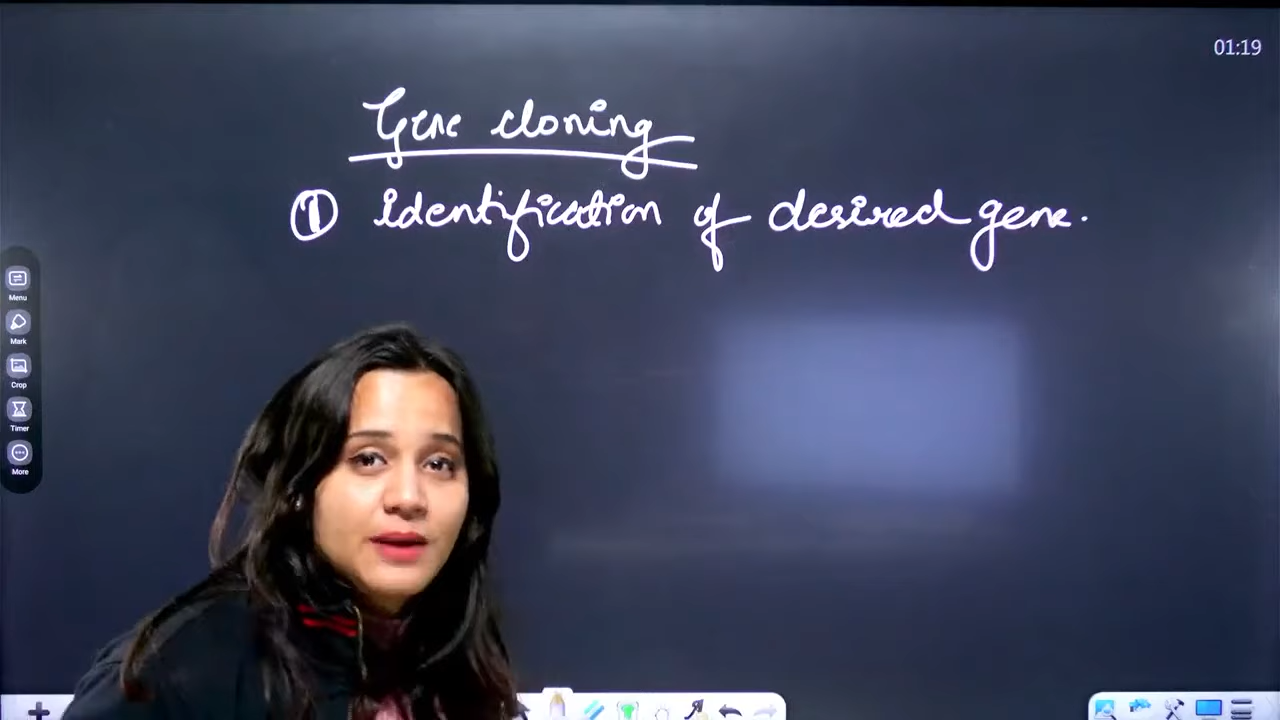 01:19
Gene cloning
① identification of desired gene.
Menu
Mark
Crop
Timer
More